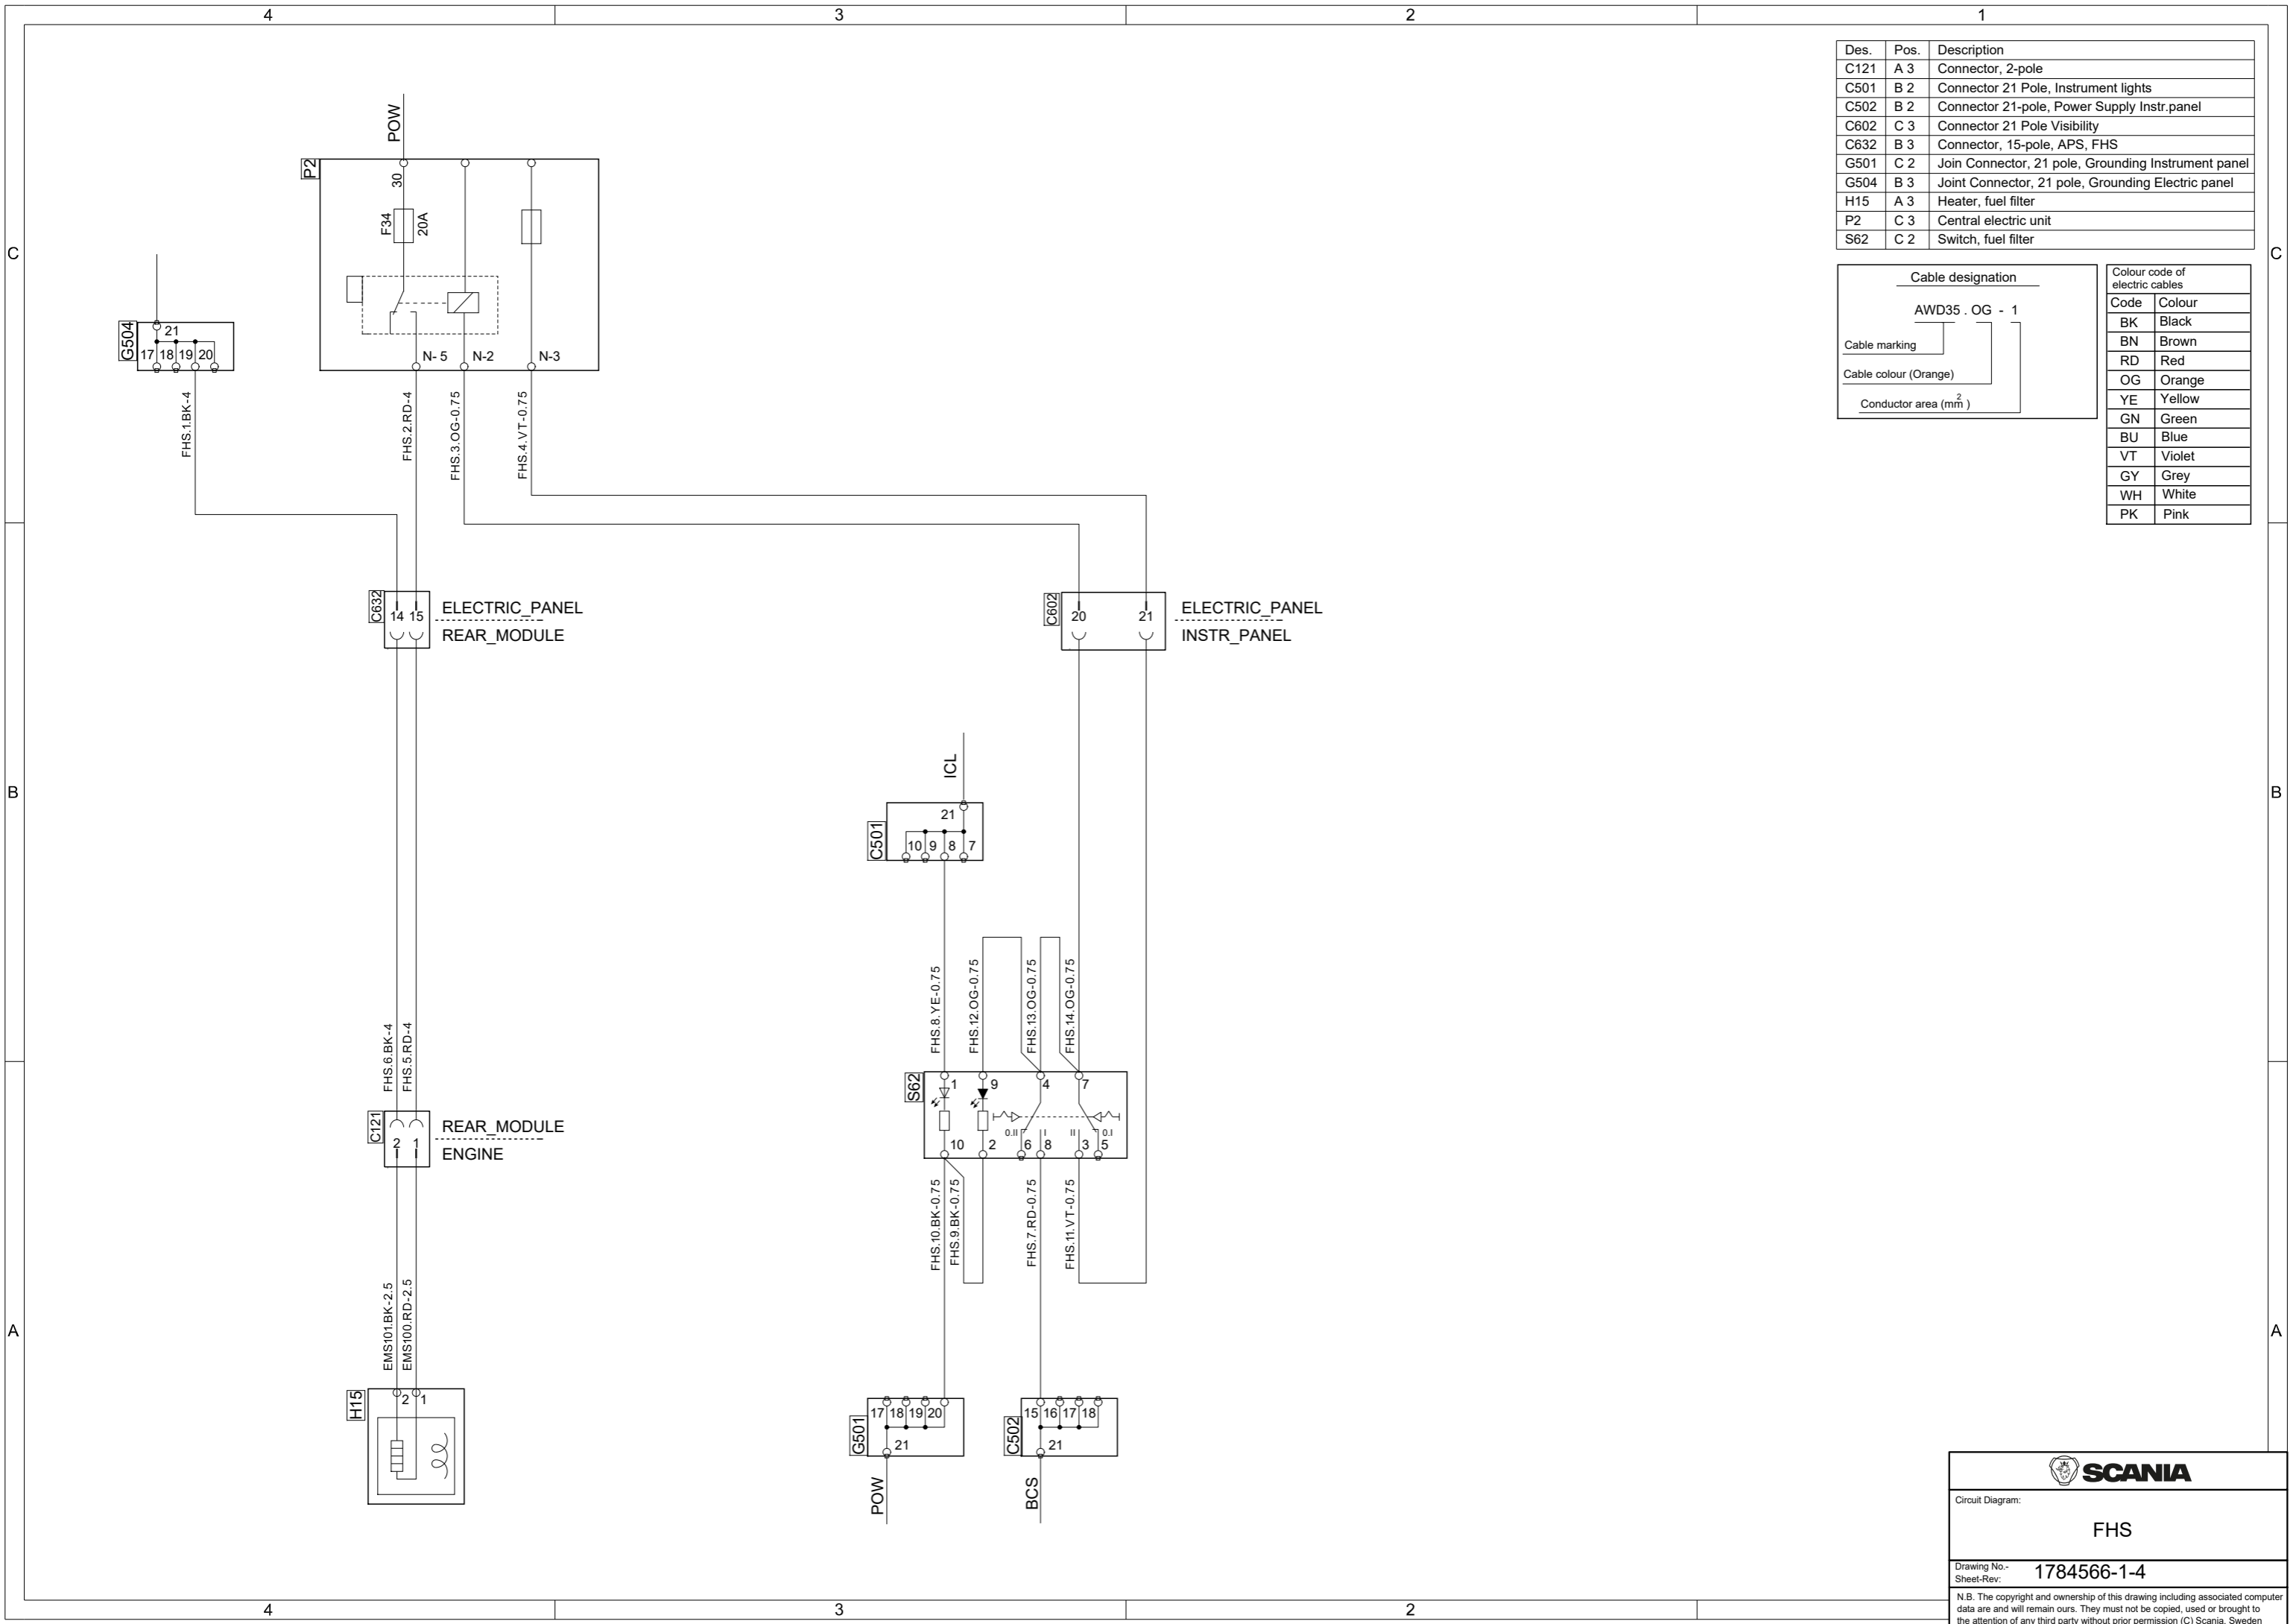 4 3 2 1
Des. Pos. Description
C121 A 3 Connector, 2-pole
C501 B 2 Connector 21 Pole, Instrument lights
C502 B 2 Connector 21-pole, Power Supply Instr.panel
C602 C 3 Connector 21 Pole Visibility
C632 B 3 Connector, 15-pole, APS, FHS
G501 C 2 Join Connector, 21 pole, Grounding Instrument panel
G504 B 3 Joint Connector, 21 pole, Grounding Electric panel
H15 A 3 Heater, fuel filter
P2 C 3 Central electric unit
S62 C 2 Switch, fuel filter
Cable designation
AWD35 . OG - 1
Cable marking
Cable colour (Orange)
Conductor area (mm 2 )
Colour code of
electric cables
Code Colour
BK Black
BN Brown
RD Red
OG Orange
YE Yellow
GN Green
BU Blue
VT Violet
GY Grey
WH White
PK Pink
C C
POW
P2
30
F34
20A
N- 5 N-2 N-3
G504
21
17 18 19 20
FHS.1.BK-4
FHS.2.RD-4
FHS.3.OG-0.75
FHS.4.VT-0.75
C632
14 15
ELECTRIC_PANEL
REAR_MODULE
C602
20 21
ELECTRIC_PANEL
INSTR_PANEL
B B
ICL
C501
21
10 9 8 7
FHS.8.YE-0.75
FHS.12.OG-0.75
FHS.13.OG-0.75
FHS.14.OG-0.75
FHS.6.BK-4
FHS.5.RD-4
S62
1 9 4 7
0.II I II 0.I
10 2 6 8 3 5
C121
2 1
REAR_MODULE
ENGINE
FHS.10.BK-0.75
FHS.9.BK-0.75
FHS.7.RD-0.75
FHS.11.VT-0.75
EMS101.BK-2.5
EMS100.RD-2.5
A A
H15
2 1
G501
17 18 19 20
21
POW
C502
15 16 17 18
21
BCS
SCANIA
Circuit Diagram:
FHS
Drawing No.-
Sheet-Rev:
1784566-1-4
N.B. The copyright and ownership of this drawing including associated computer
data are and will remain ours. They must not be copied, used or brought to
the attention of any third party without prior permission (C) Scania, Sweden
4 3 2